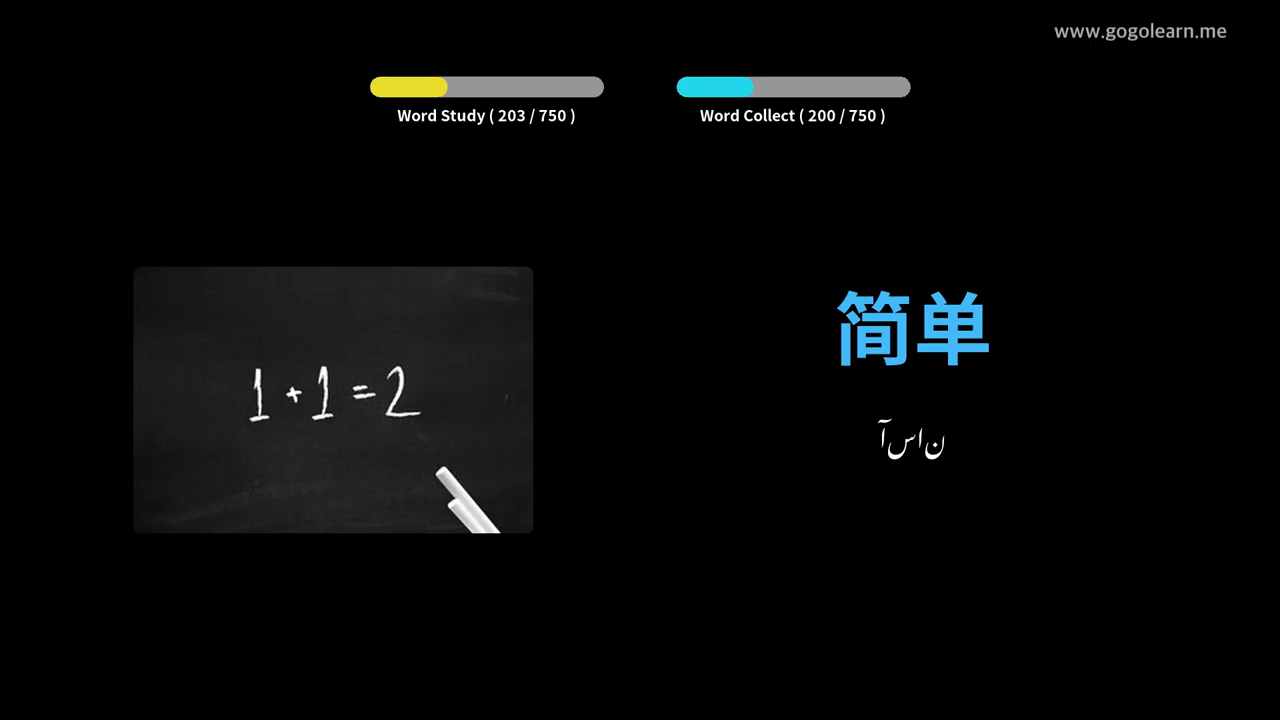 www.gogolearn.me
Word Study ( 203 / 750 )
Word Collect ( 200 / 750 )
1 + 1 = 2
简单
آسان